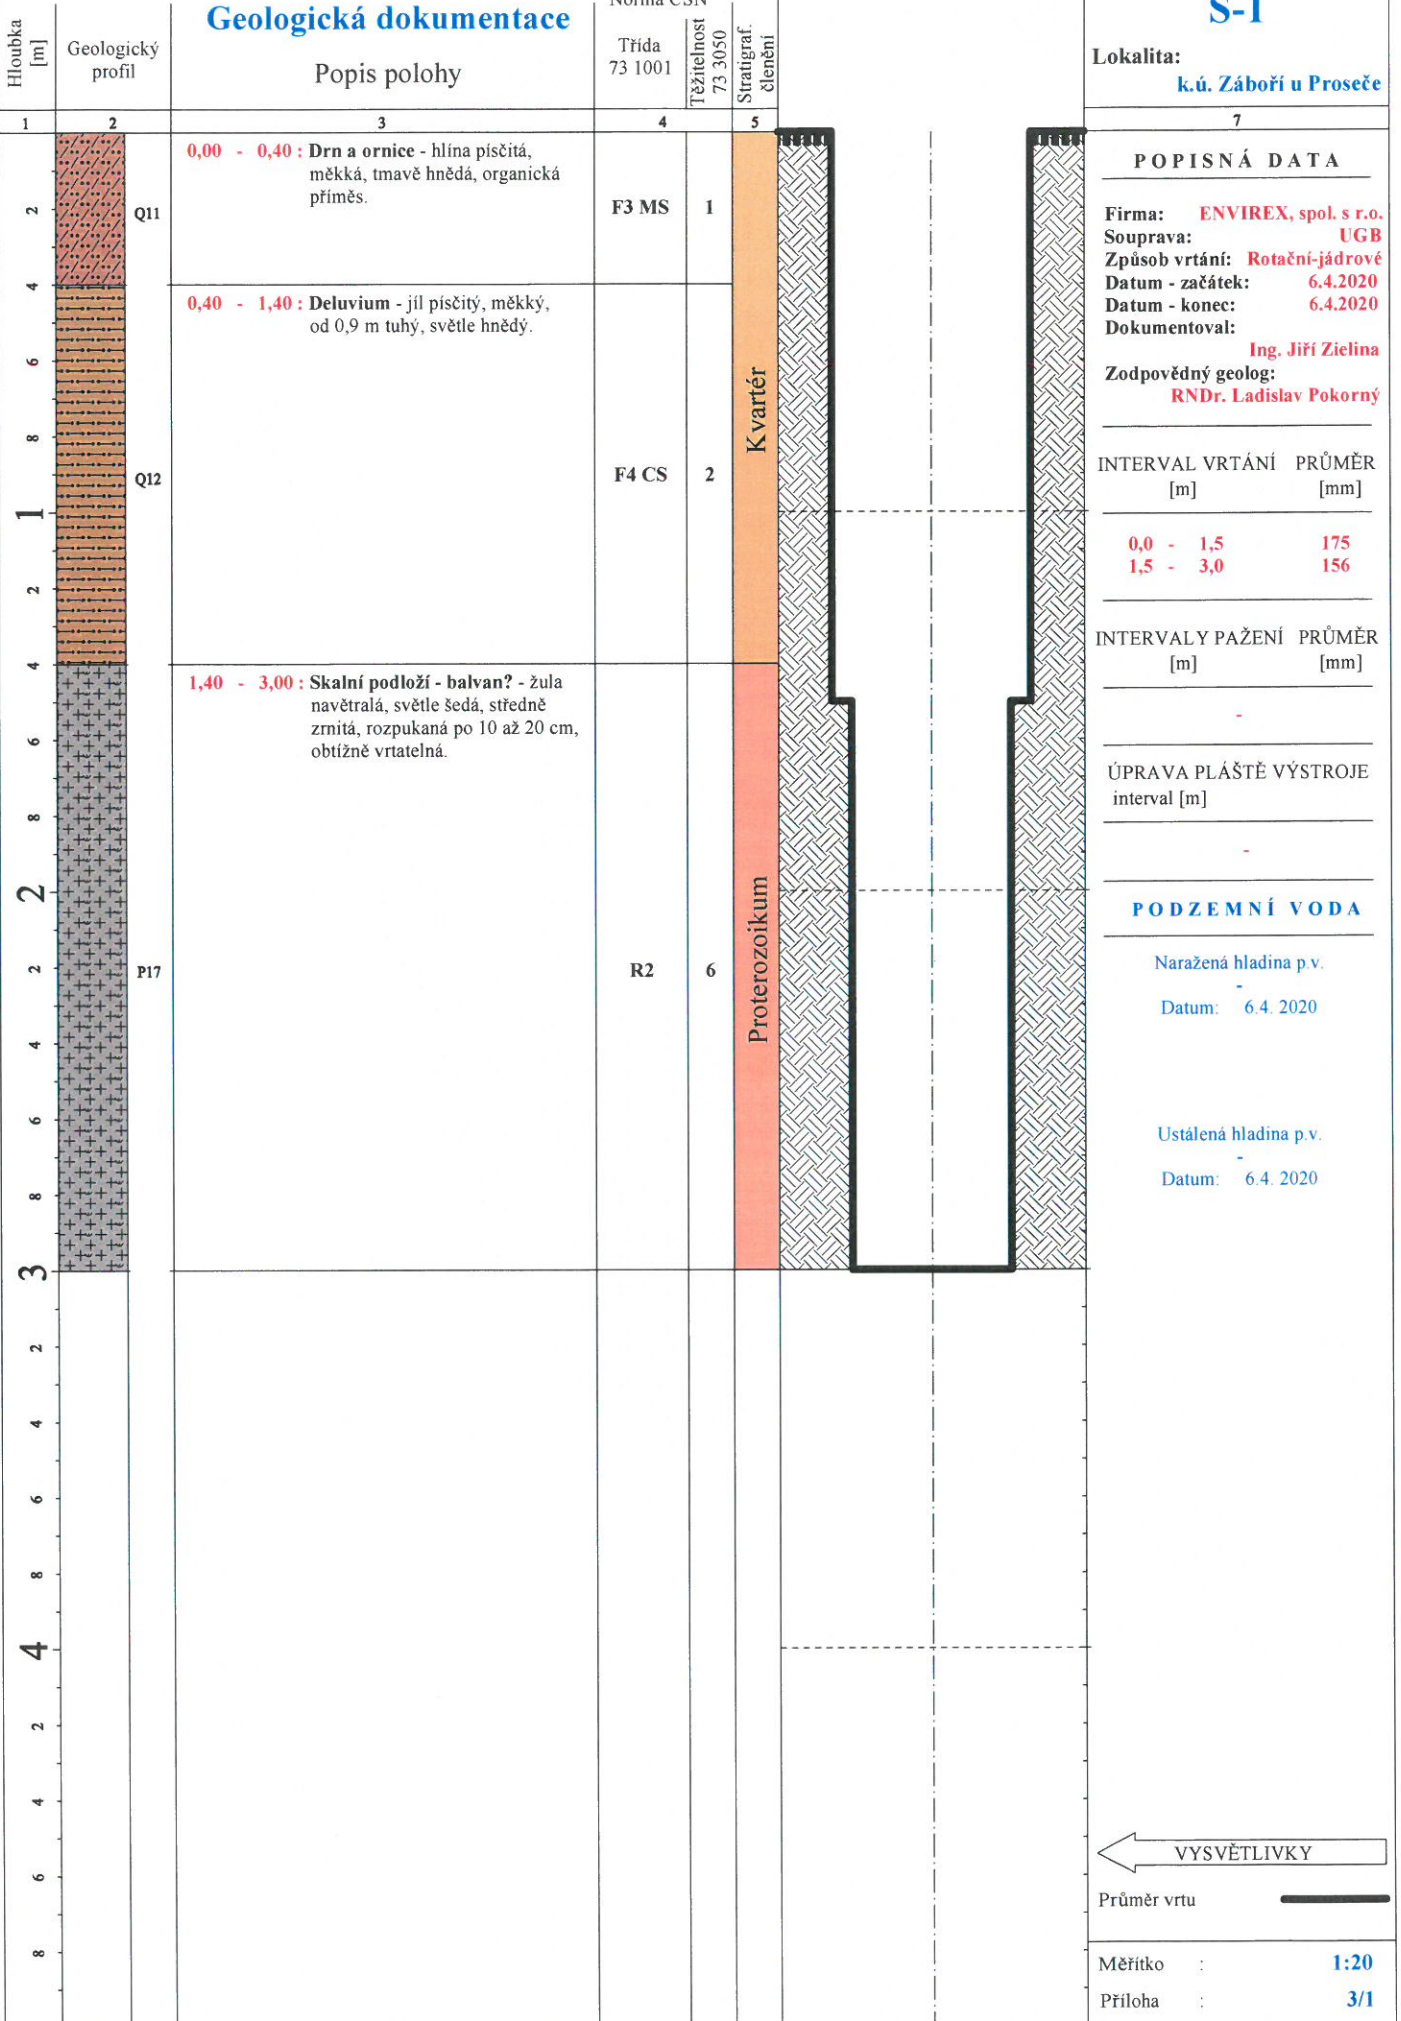 Hloubka
[m]
Geologický
profil
Geologická dokumentace
Popis polohy
Norma ČSN
Třída
73 1001
Těžitelnost
73 3050
Stratigraf.
členění
S-1
Lokalita:
k.ú. Záboří u Proseče
1 2 3 4 5 7
0,00 - 0,40 : Drn a ornice - hlína písčitá,
měkká, tmavě hnědá, organická
příměs.
Q11
F3 MS 1
0,40 - 1,40 : Deluvium - jíl písčitý, měkký,
od 0,9 m tuhý, světle hnědý.
Q12
F4 CS 2
Kvartér
1,40 - 3,00 : Skalní podloží - balvan? - žula
navětralá, světle šedá, středně
zrnitá, rozpukaná po 10 až 20 cm,
obtížně vrtatelná.
P17
R2 6
Proterozoikum
2
4
6
8
1
2
4
6
8
2
2
4
6
8
3
2
4
6
8
4
2
4
6
8
POPISNÁ DATA
Firma: ENVIREX, spol. s r.o.
Souprava: UGB
Způsob vrtání: Rotační-jádrové
Datum - začátek: 6.4.2020
Datum - konec: 6.4.2020
Dokumentoval:
Ing. Jiří Zielina
Zodpovědný geolog:
RNDr. Ladislav Pokorný
INTERVAL VRTÁNÍ PRŮMĚR
[m] [mm]
0,0 - 1,5 175
1,5 - 3,0 156
INTERVALY PAŽENÍ PRŮMĚR
[m] [mm]
-
ÚPRAVA PLÁŠTĚ VÝSTROJE
interval [m]
-
PODZEMNÍ VODA
Naražená hladina p.v.
-
Datum: 6.4. 2020
Ustálená hladina p.v.
-
Datum: 6.4. 2020
VYSVĚTLIVKY
Průměr vrtu
Měřítko : 1:20
Příloha : 3/1